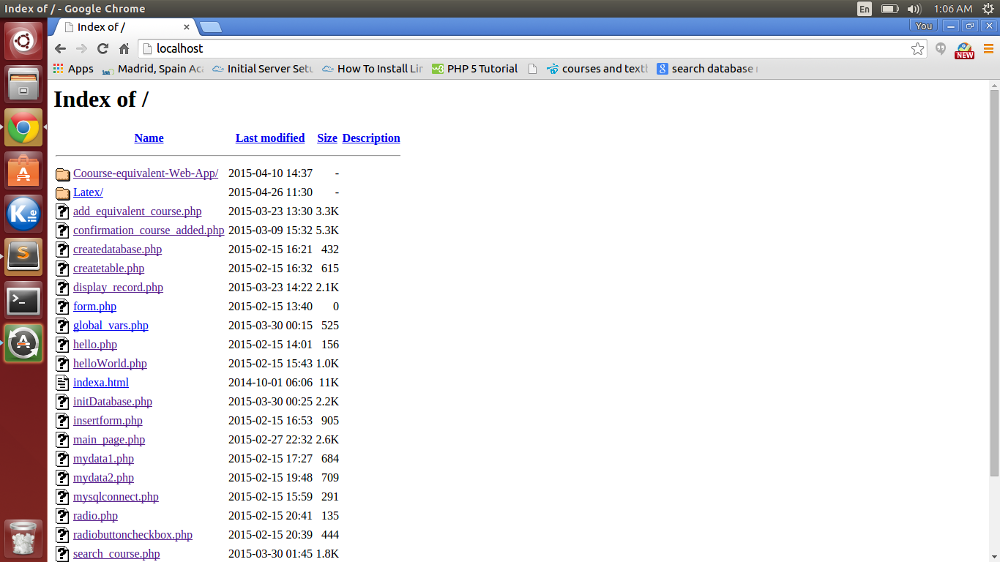 Index of / - Google Chrome
En
1:06 AM
Index of /
You
localhost
NEW
Apps
Madrid, Spain Aca
Initial Server Setu
How To Install Lin
PHP 5 Tutorial
courses and textb
search database
Index of /
Name Last modified Size Description
Coourse-equivalent-Web-App/ 2015-04-10 14:37 -
Latex/ 2015-04-26 11:30 -
add_equivalent_course.php 2015-03-23 13:30 3.3K
confirmation_course_added.php 2015-03-09 15:32 5.3K
createdatabase.php 2015-02-15 16:21 432
createtable.php 2015-02-15 16:32 615
display_record.php 2015-03-23 14:22 2.1K
form.php 2015-02-15 13:40 0
global_vars.php 2015-03-30 00:15 525
hello.php 2015-02-15 14:01 156
helloWorld.php 2015-02-15 15:43 1.0K
indexa.html 2014-10-01 06:06 11K
initDatabase.php 2015-03-30 00:25 2.2K
insertform.php 2015-02-15 16:53 905
main_page.php 2015-02-27 22:32 2.6K
mydata1.php 2015-02-15 17:27 684
mydata2.php 2015-02-15 19:48 709
mysqlconnect.php 2015-02-15 15:59 291
radio.php 2015-02-15 20:41 135
radiobuttoncheckbox.php 2015-02-15 20:39 444
search_course.php 2015-03-30 01:45 1.8K